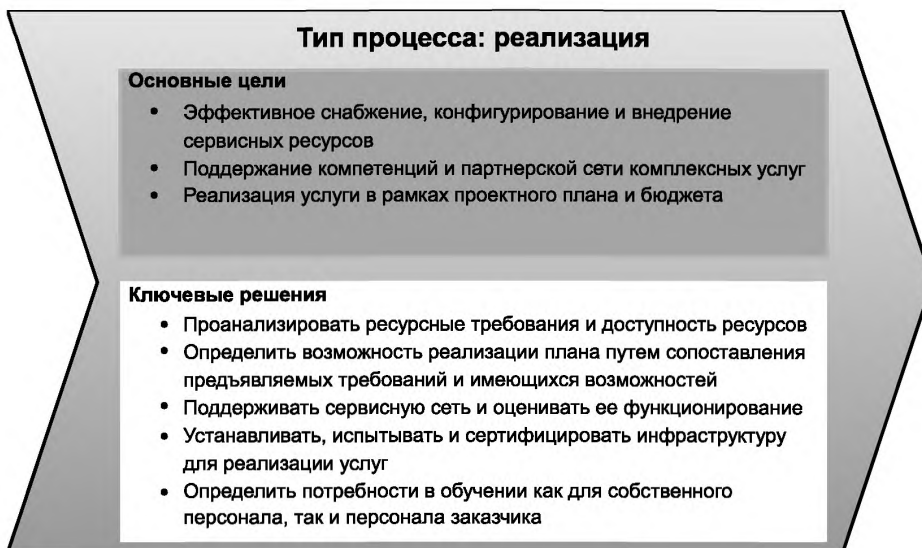 Тип процесса: реализация
Основные цели
• Эффективное снабжение, конфигурирование и внедрение
сервисных ресурсов
• Поддержание компетенций и партнерской сети комплексных услуг
• Реализация услуги в рамках проектного плана и бюджета
Ключевые решения
• Проанализировать ресурсные требования и доступность ресурсов
• Определить возможность реализации плана путем сопоставления
предъявляемых требований и имеющихся возможностей
• Поддерживать сервисную сеть и оценивать ее функционирование
• Устанавливать, испытывать и сертифицировать инфраструктуру
для реализации услуг
• Определить потребности в обучении как для собственного
персонала, так и персонала заказчика